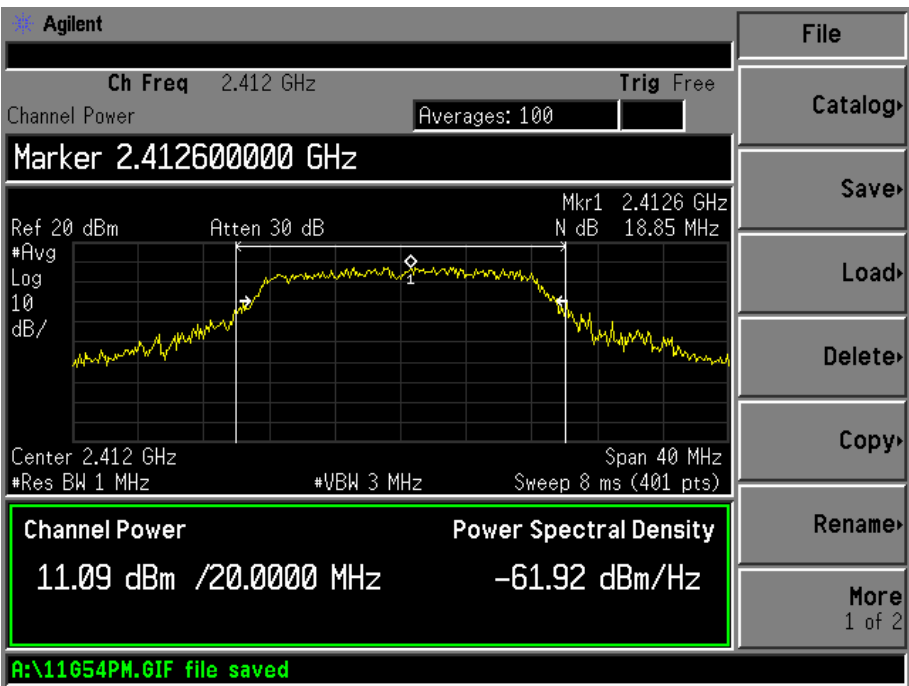 Agilent
File
Ch Freq 2.412 GHz Trig Free
Channel Power Averages: 100
Catalog
Marker 2.412600000 GHz
Save
Mkr1 2.4126 GHz
Ref 20 dBm Atten 30 dB N dB 18.85 MHz
#Avg
Log
10
dB/
1
Load
Delete
Copy
Center 2.412 GHz Span 40 MHz
#Res BW 1 MHz #VBW 3 MHz Sweep 8 ms (401 pts)
Channel Power Power Spectral Density
Rename
11.09 dBm /20.0000 MHz -61.92 dBm/Hz
More
1 of 2
A:\11G54PM.GIF file saved